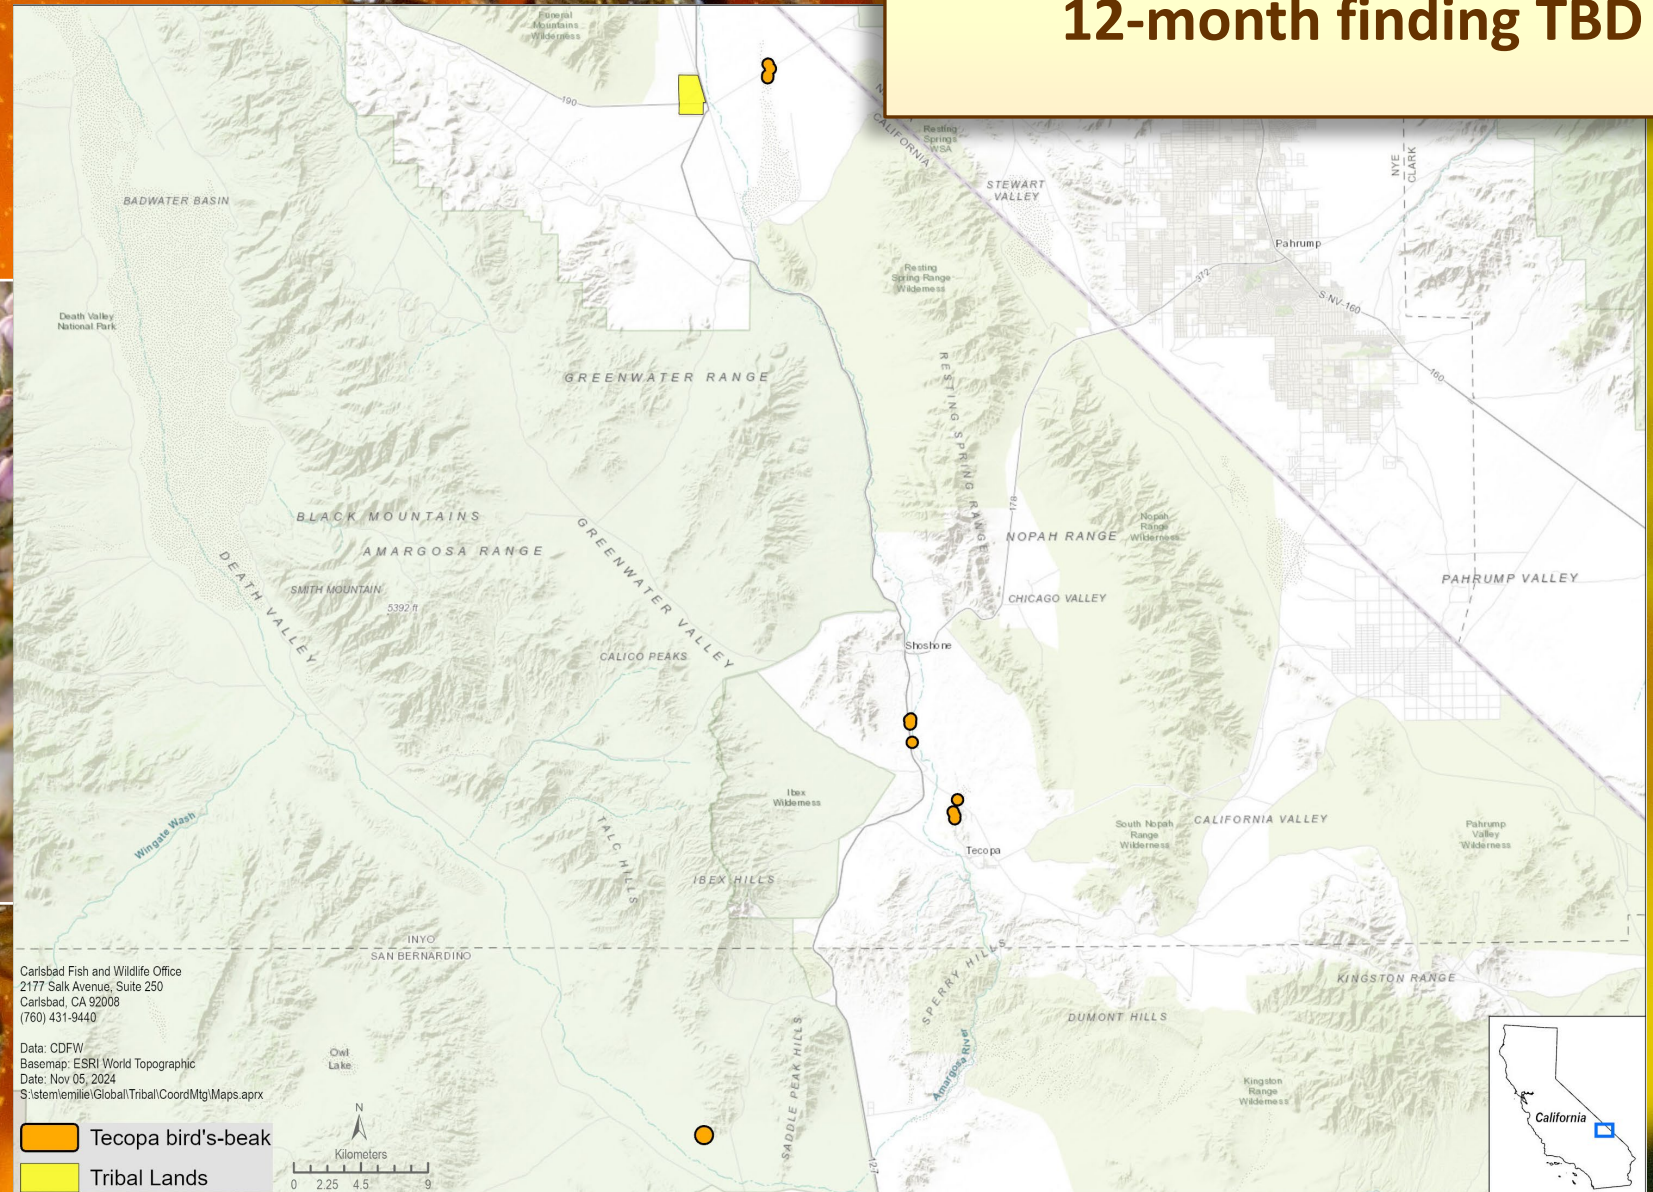 12-month finding TBD
Funeral
Mountains
Wilderness
190
CALIFORNIA
Resting
Springs
WSA
STEWART
VALLEY
NYE
CLARK
BADWATER BASIN
Pahrump
Resting
Spring Range
Wilderness
372
S-NV-160
Death Valley
National Park
160
GREENWATER RANGE
RESTING SPRING RANGE
178
BLACK MOUNTAINS
AMARGOSA RANGE
GREENWATER VALLEY
NOPAH RANGE
Nopah
Range
Wilderness
DEATH VALLEY
SMITH MOUNTAIN
5392 ft
PAHRUMP VALLEY
CHICAGO VALLEY
Shoshone
CALICO PEAKS
Ibex
Wilderness
Wingate Wash
TALC HILLS
South Nopah
Range
Wilderness
CALIFORNIA VALLEY
Pahrump
Valley
Wilderness
Tecopa
IBEX HILLS
INYO
SAN BERNARDINO
SPERRY HILLS
KINGSTON RANGE
DUMONT HILLS
Carlsbad Fish and Wildlife Office
2177 Salk Avenue, Suite 250
Carlsbad, CA 92008
(760) 431-9440
Data: CDFW
Basemap: ESRI World Topographic
Date: Nov 05, 2024
S:\stem\emilie\Global\Tribal\CoordMtg\Maps.aprx
Owl
Lake
SADDLE PEAK HILLS
Amargosa River
Kingston
Range
Wilderness
127
N
Kilometers
0 2.25 4.5 9
Tecopa bird's-beak
Tribal Lands
California